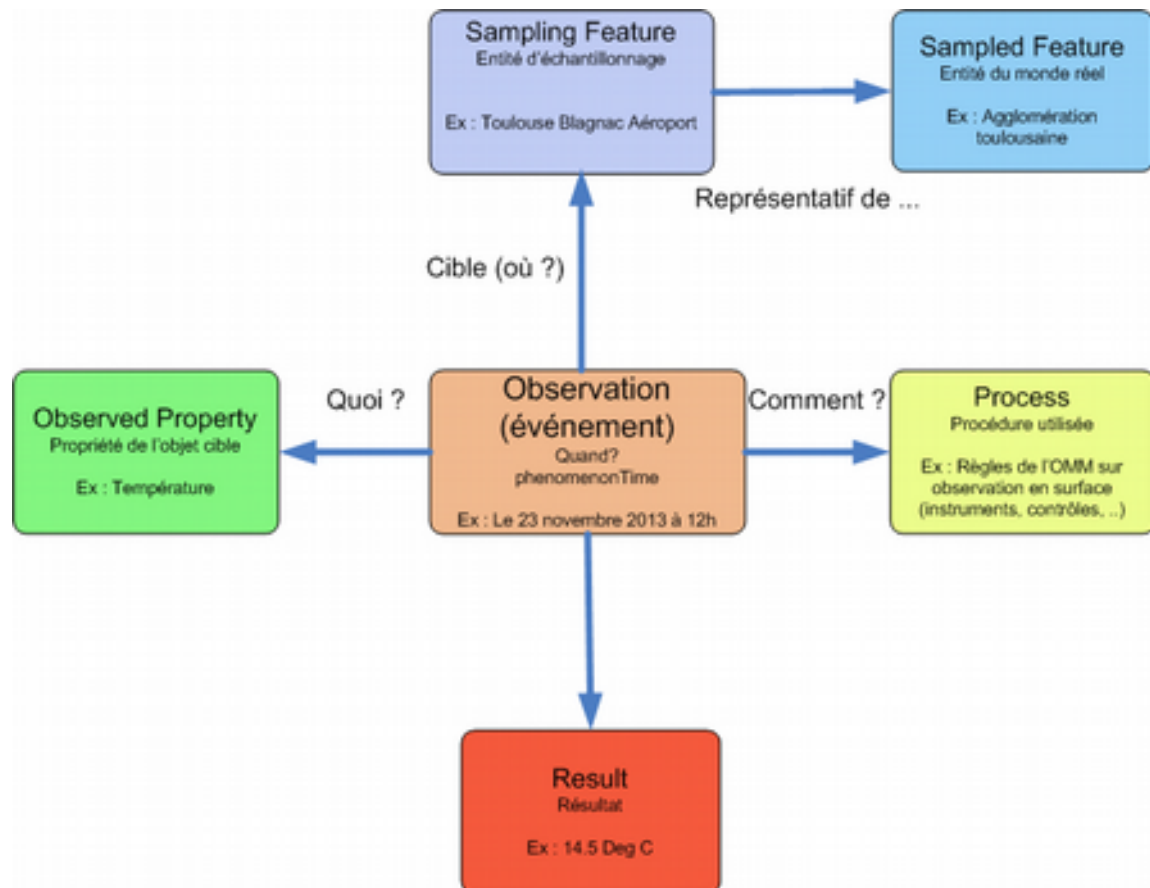 Sampling Feature
Entité d'échantillonnage
Ex : Toulouse Blagnac Aéroport
Sampled Feature
Entité du monde réel
Ex : Agglomération
toulousaine
Représentatif de ...
Cible (où ?)
Observed Property
Propriété de l'objet cible
Ex : Température
Quoi ?
Observation
(événement)
Quand?
phenomenonTime
Ex : Le 23 novembre 2013 à 12h
Comment ?
Process
Procédure utilisée
Ex : Règles de l'OMM sur
observation en surface
(instruments, contrôles, ..)
Result
Résultat
Ex : 14.5 Deg C